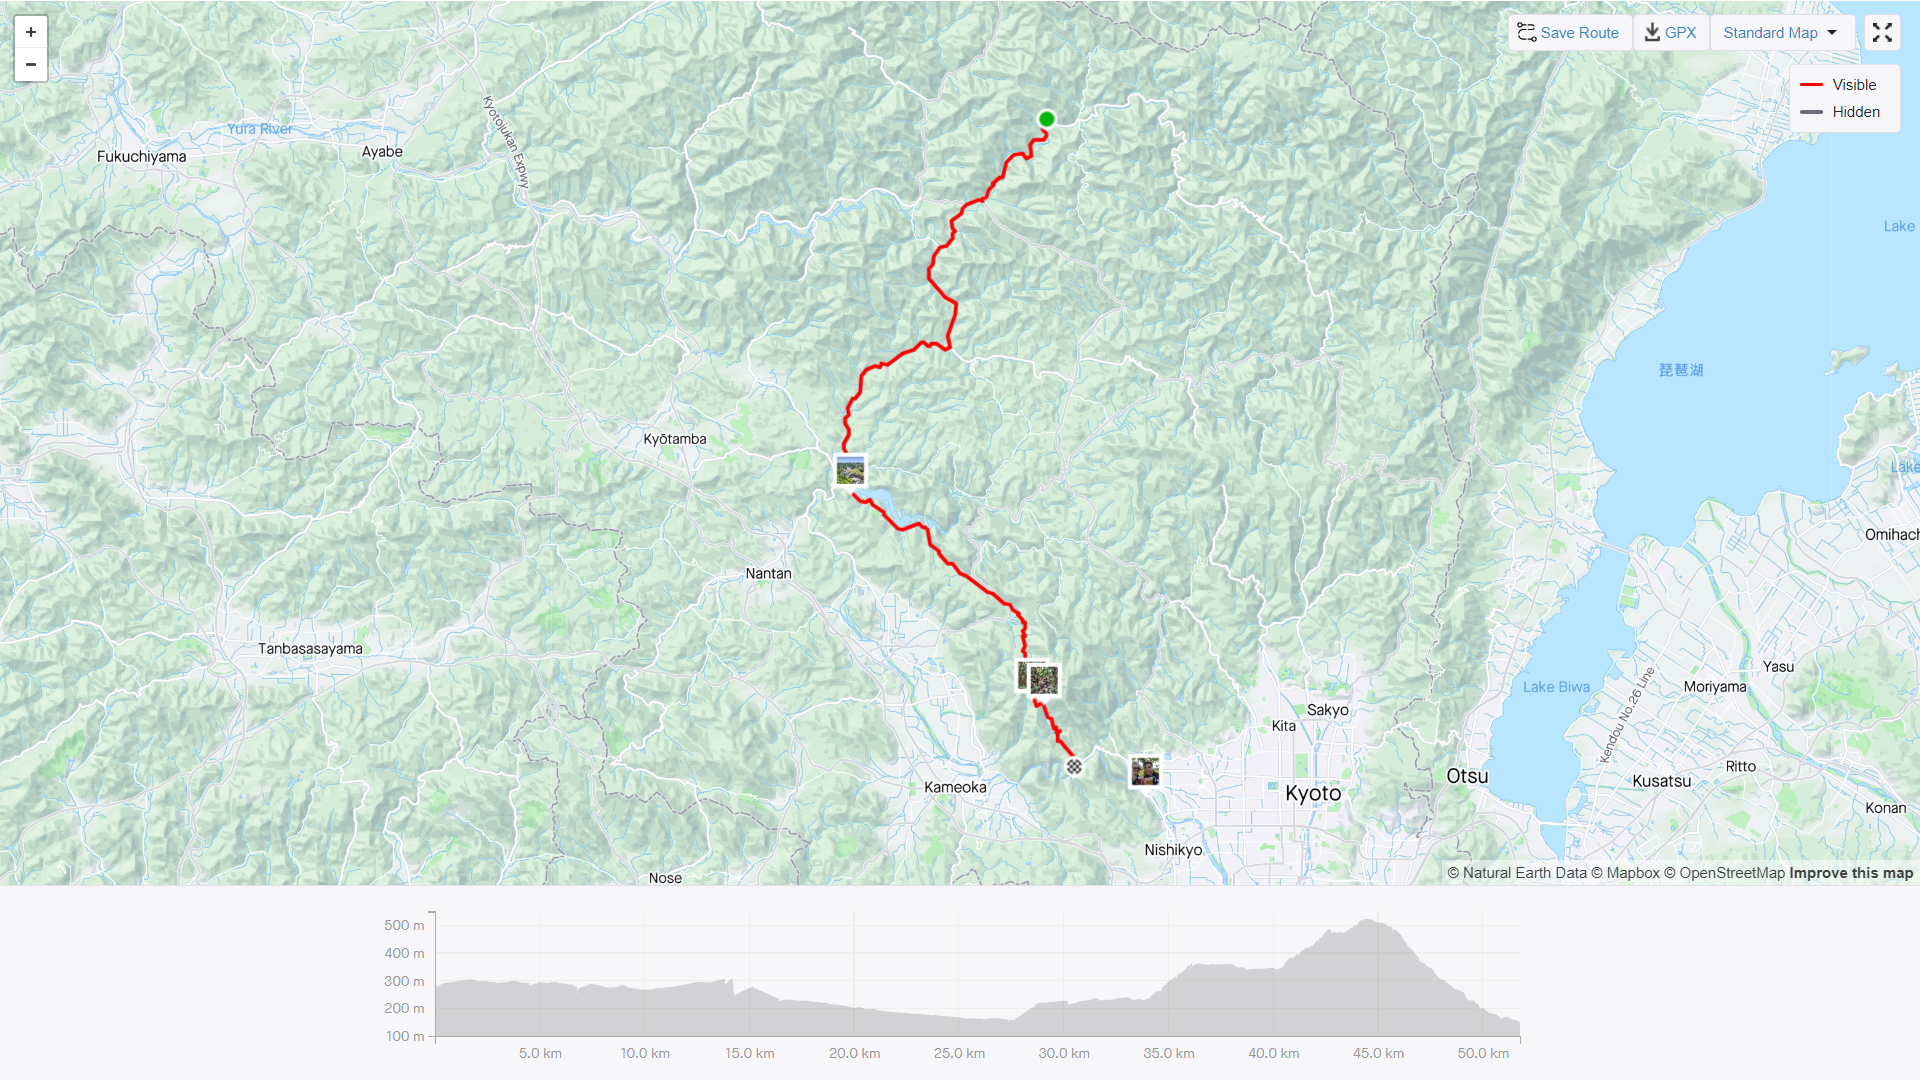 +
−
Save Route
GPX
Standard Map
Visible
Hidden
Kyotojukan Expwy
Yura River
Fukuchiyama
Ayabe
Lake
琵琶湖
Kyōtamba
Lake
Omihach
Nantan
Tanbasasayama
Yasu
Lake Biwa
Moriyama
Kendou No.26 Line
Sakyo
Kita
Otsu
Ritto
Kusatsu
Kameoka
Kyoto
Konan
Nishikyo
Nose
© Natural Earth Data © Mapbox © OpenStreetMap Improve this map
500 m
400 m
300 m
200 m
100 m
5.0 km 10.0 km 15.0 km 20.0 km 25.0 km 30.0 km 35.0 km 40.0 km 45.0 km 50.0 km